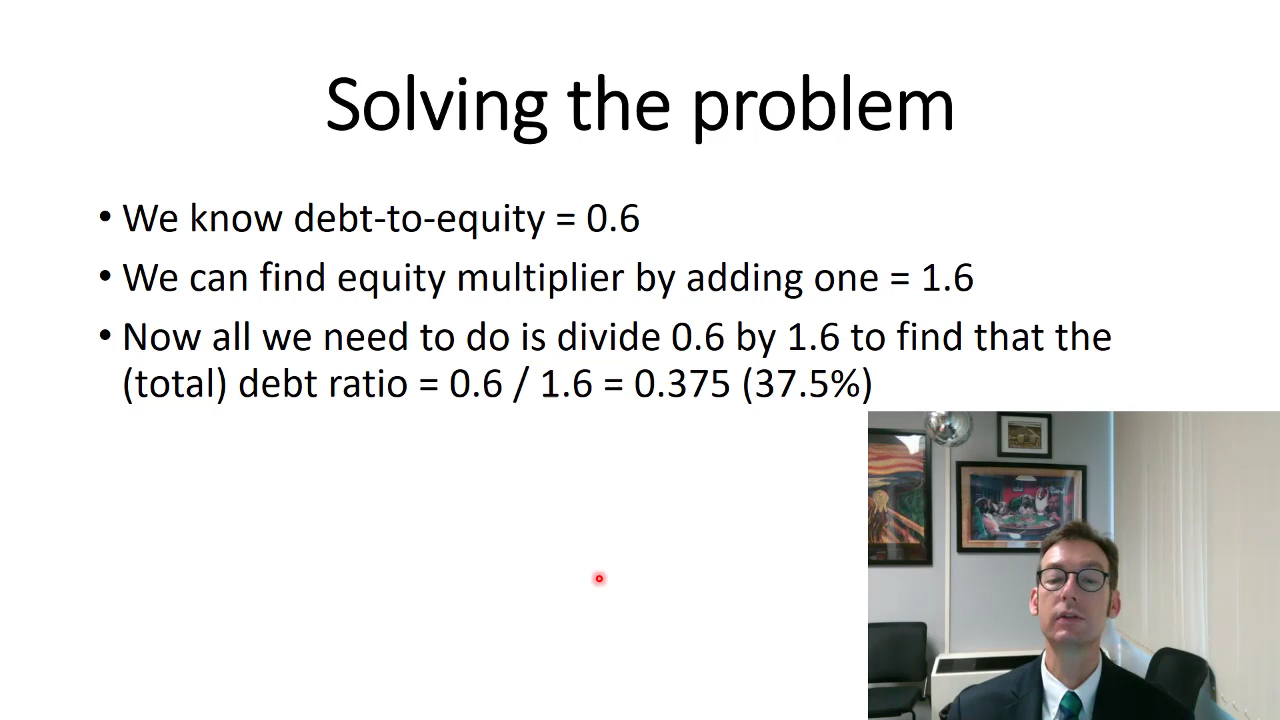 Solving the problem
• We know debt-to-equity = 0.6
• We can find equity multiplier by adding one = 1.6
• Now all we need to do is divide 0.6 by 1.6 to find that the
(total) debt ratio = 0.6 / 1.6 = 0.375 (37.5%)